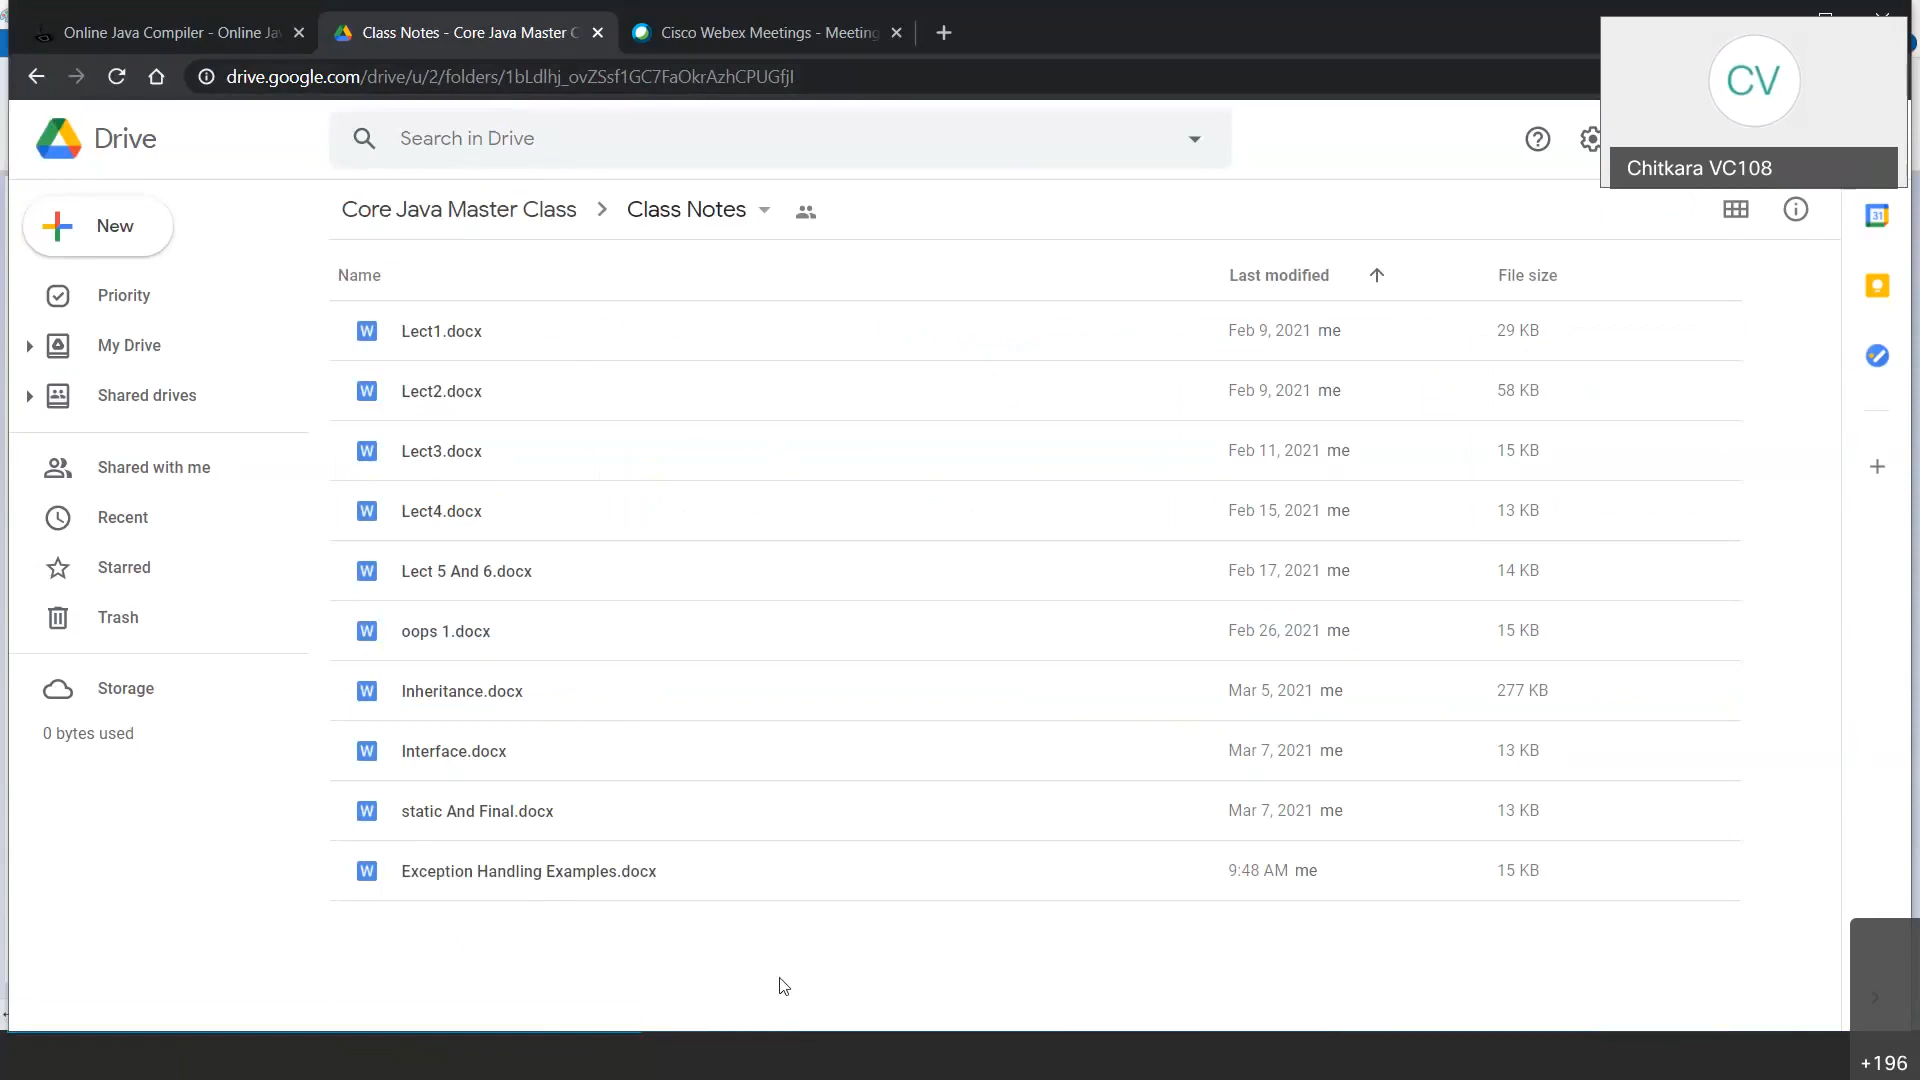 Online Java Compiler - Online Ja
Class Notes - Core Java Master C
Cisco Webex Meetings - Meeting
drive.google.com/drive/u/2/folders/1bLdlhj_ovZSsf1GC7FaOkrAzhCPUGfjI
CV
Chitkara VC108
Drive
Search in Drive
New
Core Java Master Class > Class Notes
31
Priority
My Drive
Shared drives
Shared with me
Recent
Starred
Trash
Storage
0 bytes used
Name Last modified File size
W Lect1.docx Feb 9, 2021 me 29 KB
W Lect2.docx Feb 9, 2021 me 58 KB
W Lect3.docx Feb 11, 2021 me 15 KB
W Lect4.docx Feb 15, 2021 me 13 KB
W Lect 5 And 6.docx Feb 17, 2021 me 14 KB
W oops 1.docx Feb 26, 2021 me 15 KB
W Inheritance.docx Mar 5, 2021 me 277 KB
W Interface.docx Mar 7, 2021 me 13 KB
W static And Final.docx Mar 7, 2021 me 13 KB
W Exception Handling Examples.docx 9:48 AM me 15 KB
+196